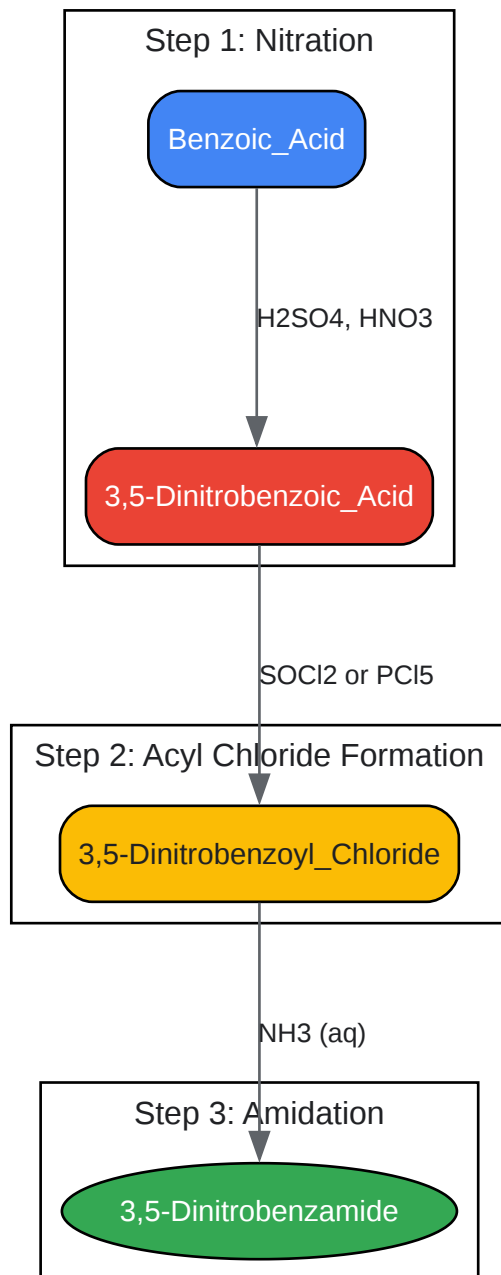 Step 1: Nitration
Benzoic_Acid
H2SO4, HNO3
3,5-Dinitrobenzoic_Acid
SOCl2 or PCl5
Step 2: Acyl Chloride Formation
3,5-Dinitrobenzoyl_Chloride
NH3 (aq)
Step 3: Amidation
3,5-Dinitrobenzamide